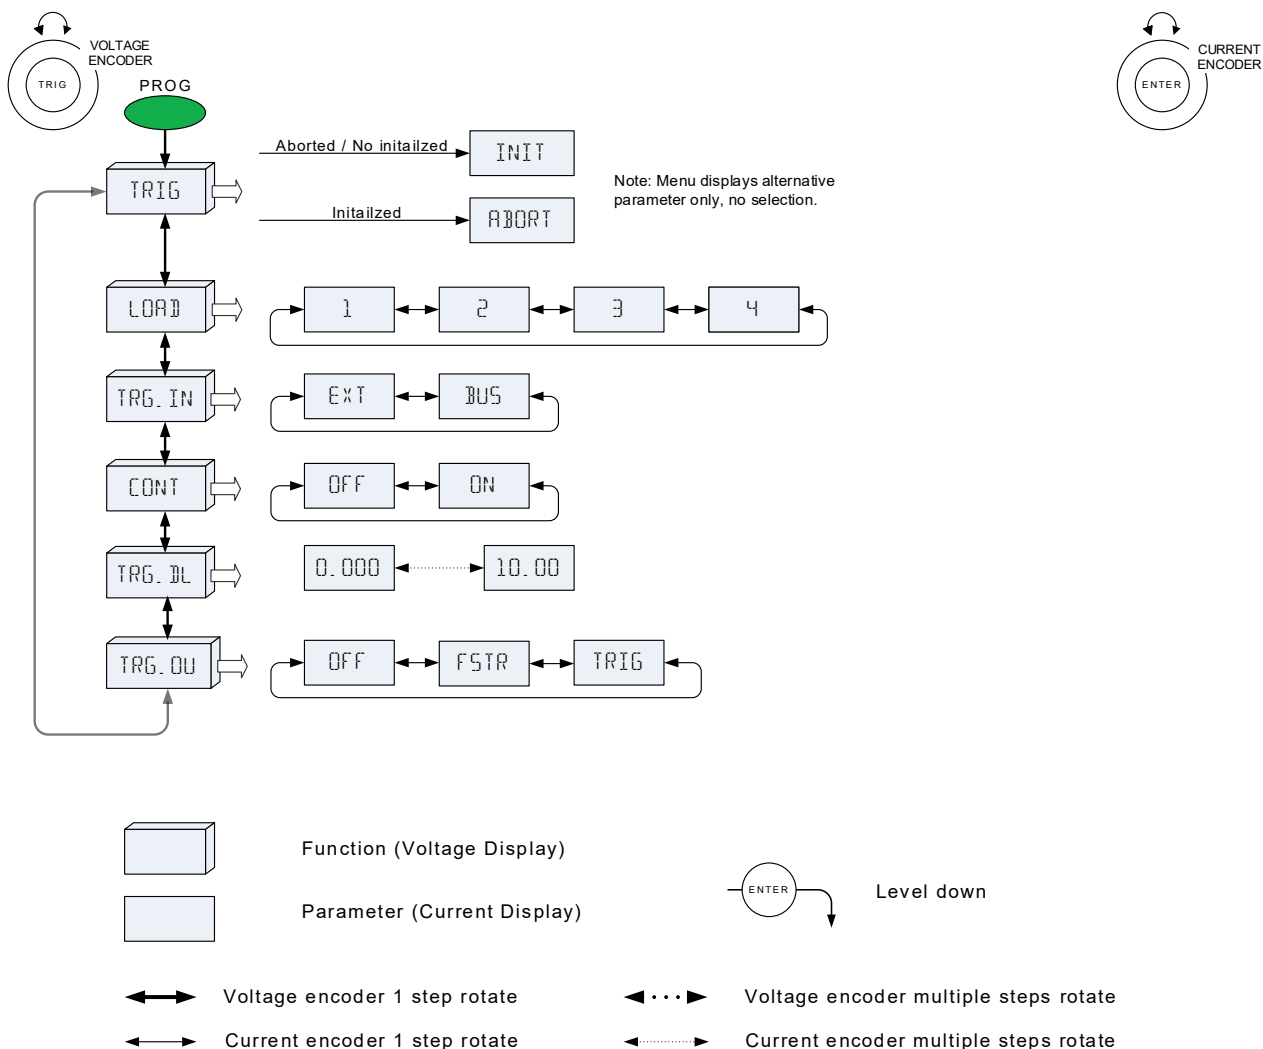 VOLTAGE
ENCODER
TRIG
CURRENT
ENCODER
ENTER
PROG
TRIG
Aborted / No initailzed
INIT
Note: Menu displays alternative
parameter only, no selection.
Initailzed
ABORT
LOAD
1
2
3
4
TRG.IN
EXT
BUS
CONT
OFF
ON
TRG.DL
0.000
10.00
TRG.OU
OFF
FSTR
TRIG
Function (Voltage Display)
Parameter (Current Display)
ENTER
Level down
Voltage encoder 1 step rotate
Voltage encoder multiple steps rotate
Current encoder 1 step rotate
Current encoder multiple steps rotate